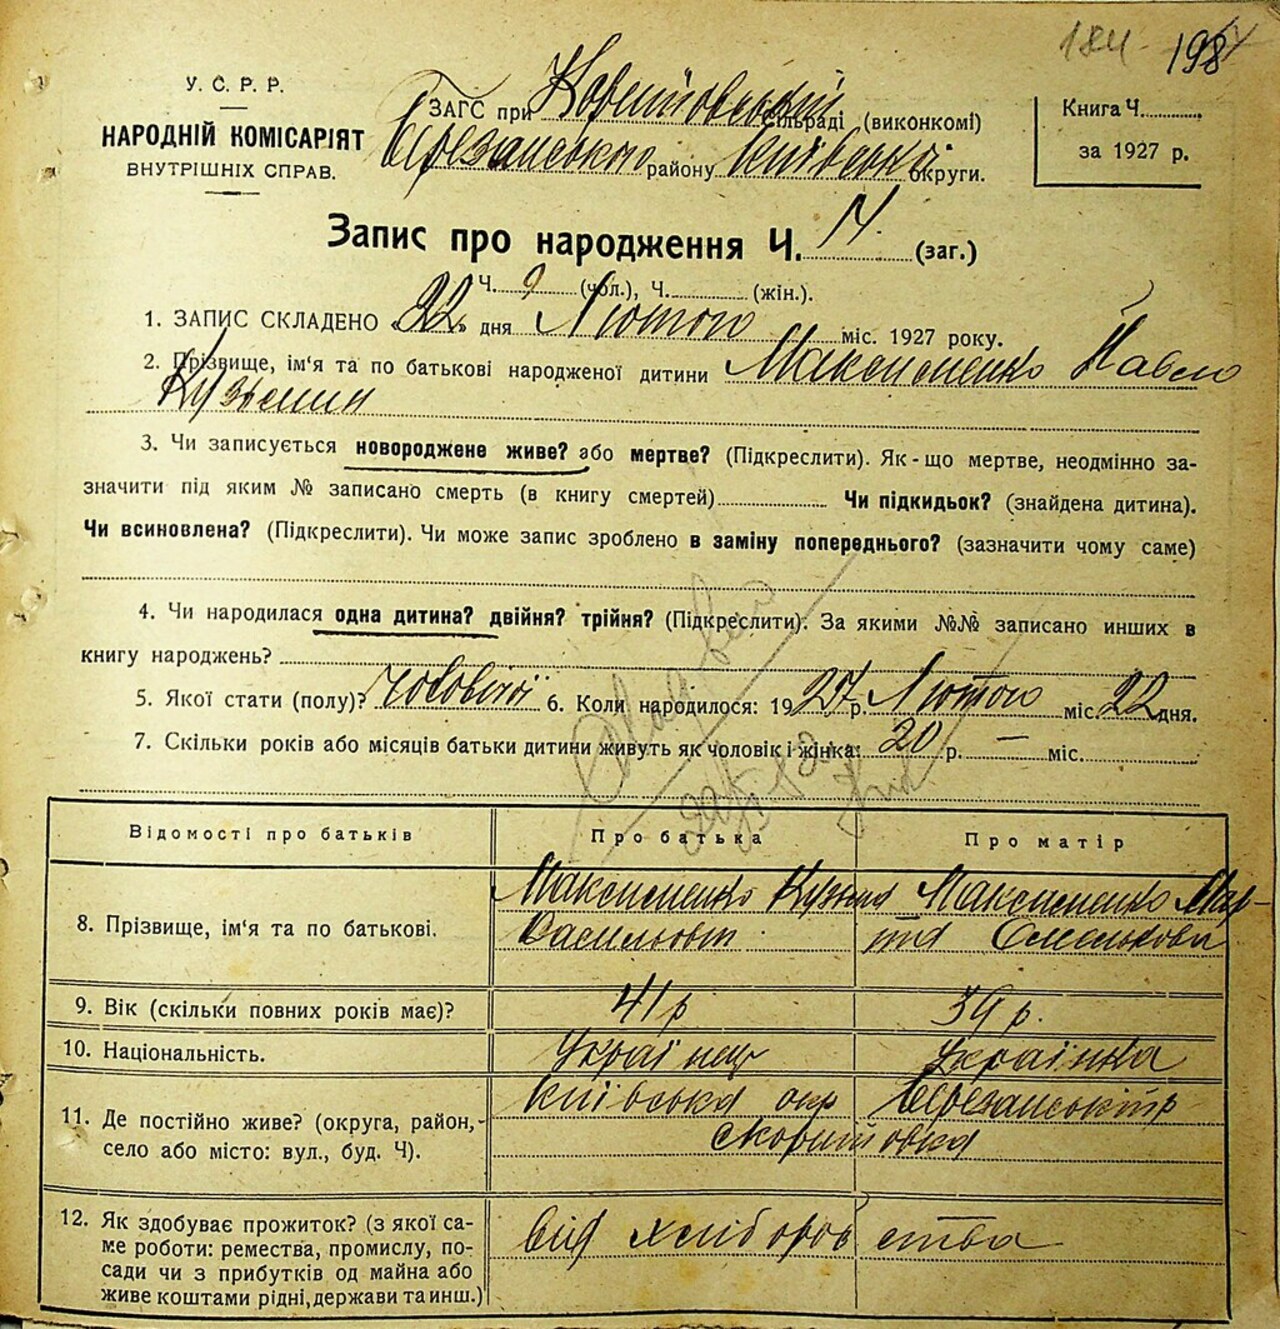 184 198
У. С. Р. Р.
НАРОДНІЙ КОМІСАРІЯТ
ВНУТРІШНІХ СПРАВ.
ЗАГС при сільраді (виконкомі)
Березанського району Київської округи.
Книга Ч.
за 1927 р.
Запис про народження Ч. 14. (заг.)
Ч. 9 (чол.), Ч. (жін.).
1. ЗАПИС СКЛАДЕНО «22» дня Лютого міс. 1927 року.
2. Прізвище, ім'я та по батькові народженої дитини Максименко Павло
Кузьмин
3. Чи записується новороджене живе? або мертве? (Підкреслити). Як-що мертве, неодмінно за-
значити під яким № записано смерть (в книгу смертей) Чи підкидьок? (знайдена дитина).
Чи всиновлена? (Підкреслити). Чи може запис зроблено в заміну попереднього? (зазначити чому саме)
4. Чи народилася одна дитина? двійня? трійня? (Підкреслити). За якими №№ записано инших в
книгу народжень?
5. Якої стати (полу)? чоловічої 6. Коли народилося: 1927 р. Лютого міс. 22 дня.
7. Скільки років або місяців батьки дитини живуть як чоловік і жінка: 20 р. — міс.
Відомості про батьків Про батька Про матір
8. Прізвище, ім'я та по батькові. Максименко Кузьма Васильовт Максименко Мар- Омелькова
9. Вік (скільки повних років має)? 41 р 39 р.
10. Національність. Українець Українка
11. Де постійно живе? (округа, район, село або місто: вул., буд. Ч). Київська окр Березанський р
12. Як здобуває прожиток? (з якої са-
ме роботи: ремества, промислу, по-
сади чи з прибутків од майна або
живе коштами рідні, держави та инш.) Від хліборобства